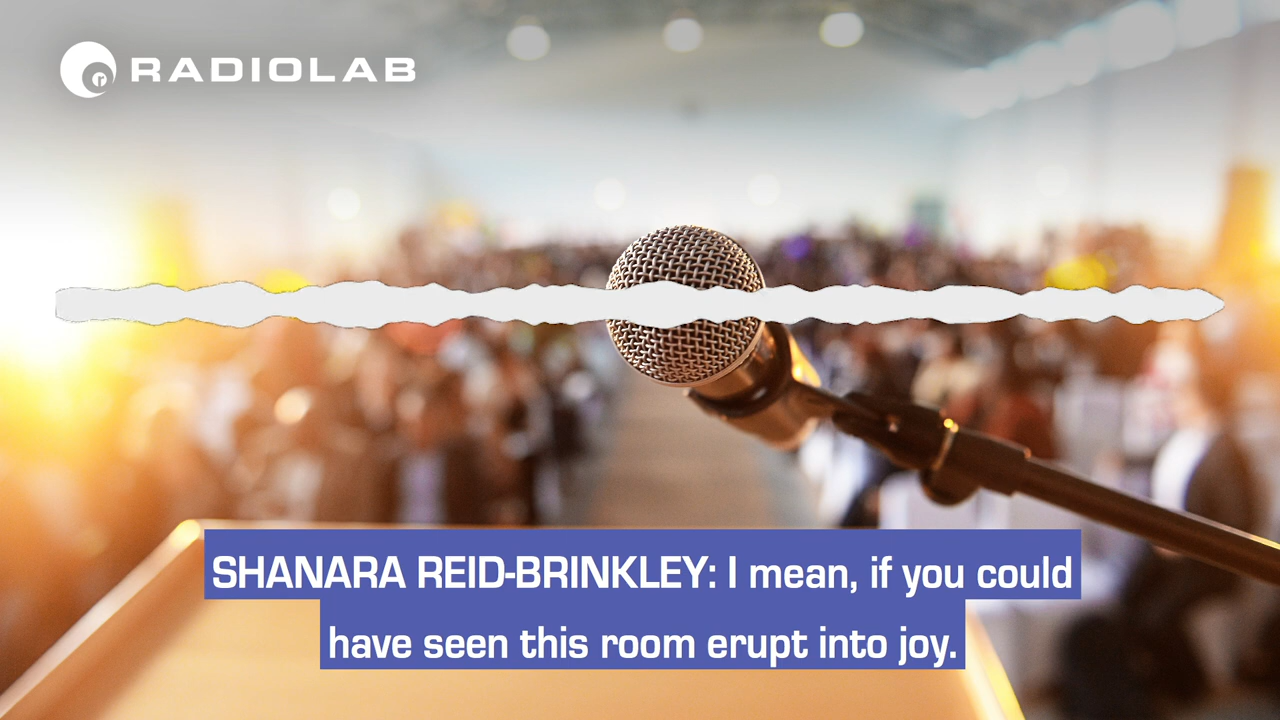 RADIOLAB
SHANARA REID-BRINKLEY: I mean, if you could
have seen this room erupt into joy.